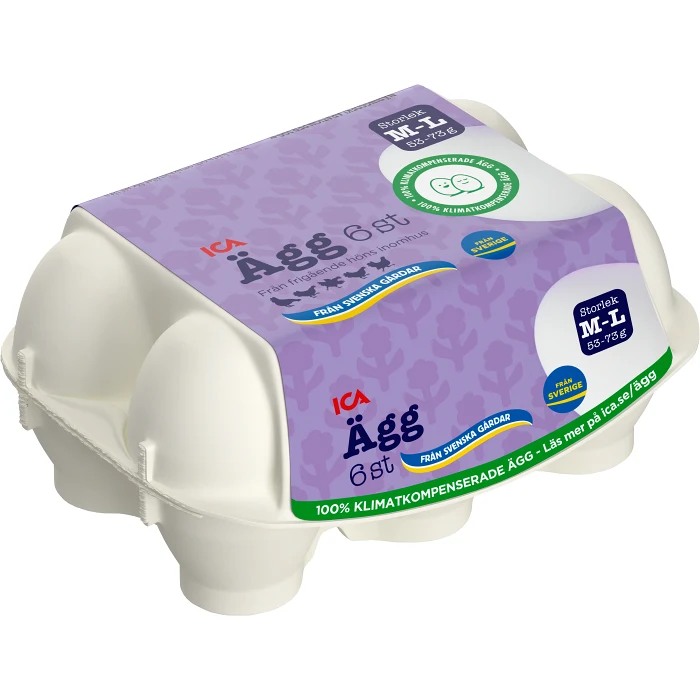 Storlek
M-L
53-73 g
100% KLIMATKOMPENSERADE ÄGG
100% KLIMATKOMPENSERADE ÄGG
ICA
Ägg 6 st
Från frigående höns inomhus
FRÅN SVENSKA GÅRDAR
FRÅN
SVERIGE
Storlek
M-L
53-73 g
ICA
Ägg
6 st
FRÅN SVENSKA GÅRDAR
FRÅN
SVERIGE
100% KLIMATKOMPENSERADE ÄGG - Läs mer på ica.se/ägg